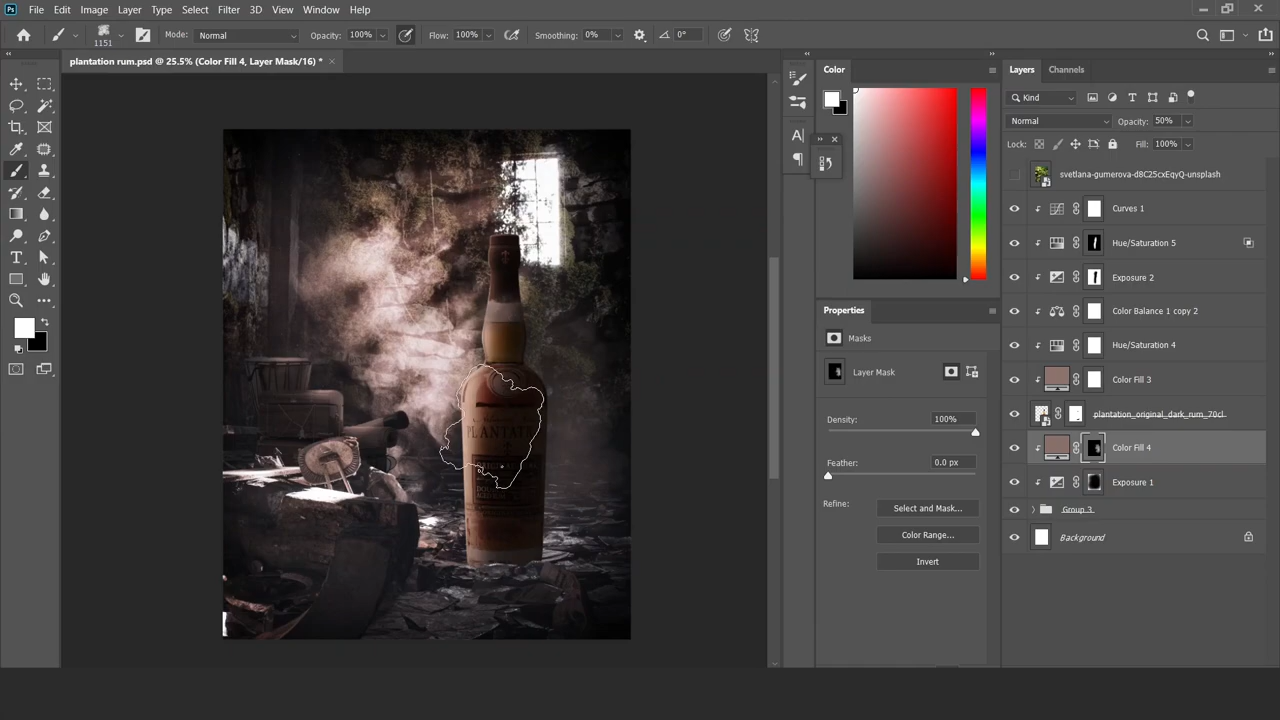 Ps File Edit Image Layer Type Select Filter 3D View Window Help
1151 Mode: Normal Opacity: 100% Flow: 100% Smoothing: 0% 0°
plantation rum.psd @ 25.5% (Color Fill 4, Layer Mask/16) *
Color
Layers Channels
Kind
Normal Opacity: 50%
Lock: Fill: 100%
svetlana-gumerova-d8C25cxEqyQ-unsplash
Curves 1
Hue/Saturation 5
Exposure 2
Color Balance 1 copy 2
Hue/Saturation 4
Color Fill 3
plantation_original_dark_rum_70cl
Color Fill 4
Exposure 1
Group 3
Background
Properties
Masks
Layer Mask
Density: 100%
Feather: 0.0 px
Refine: Select and Mask...
Color Range...
Invert
PLANTATI